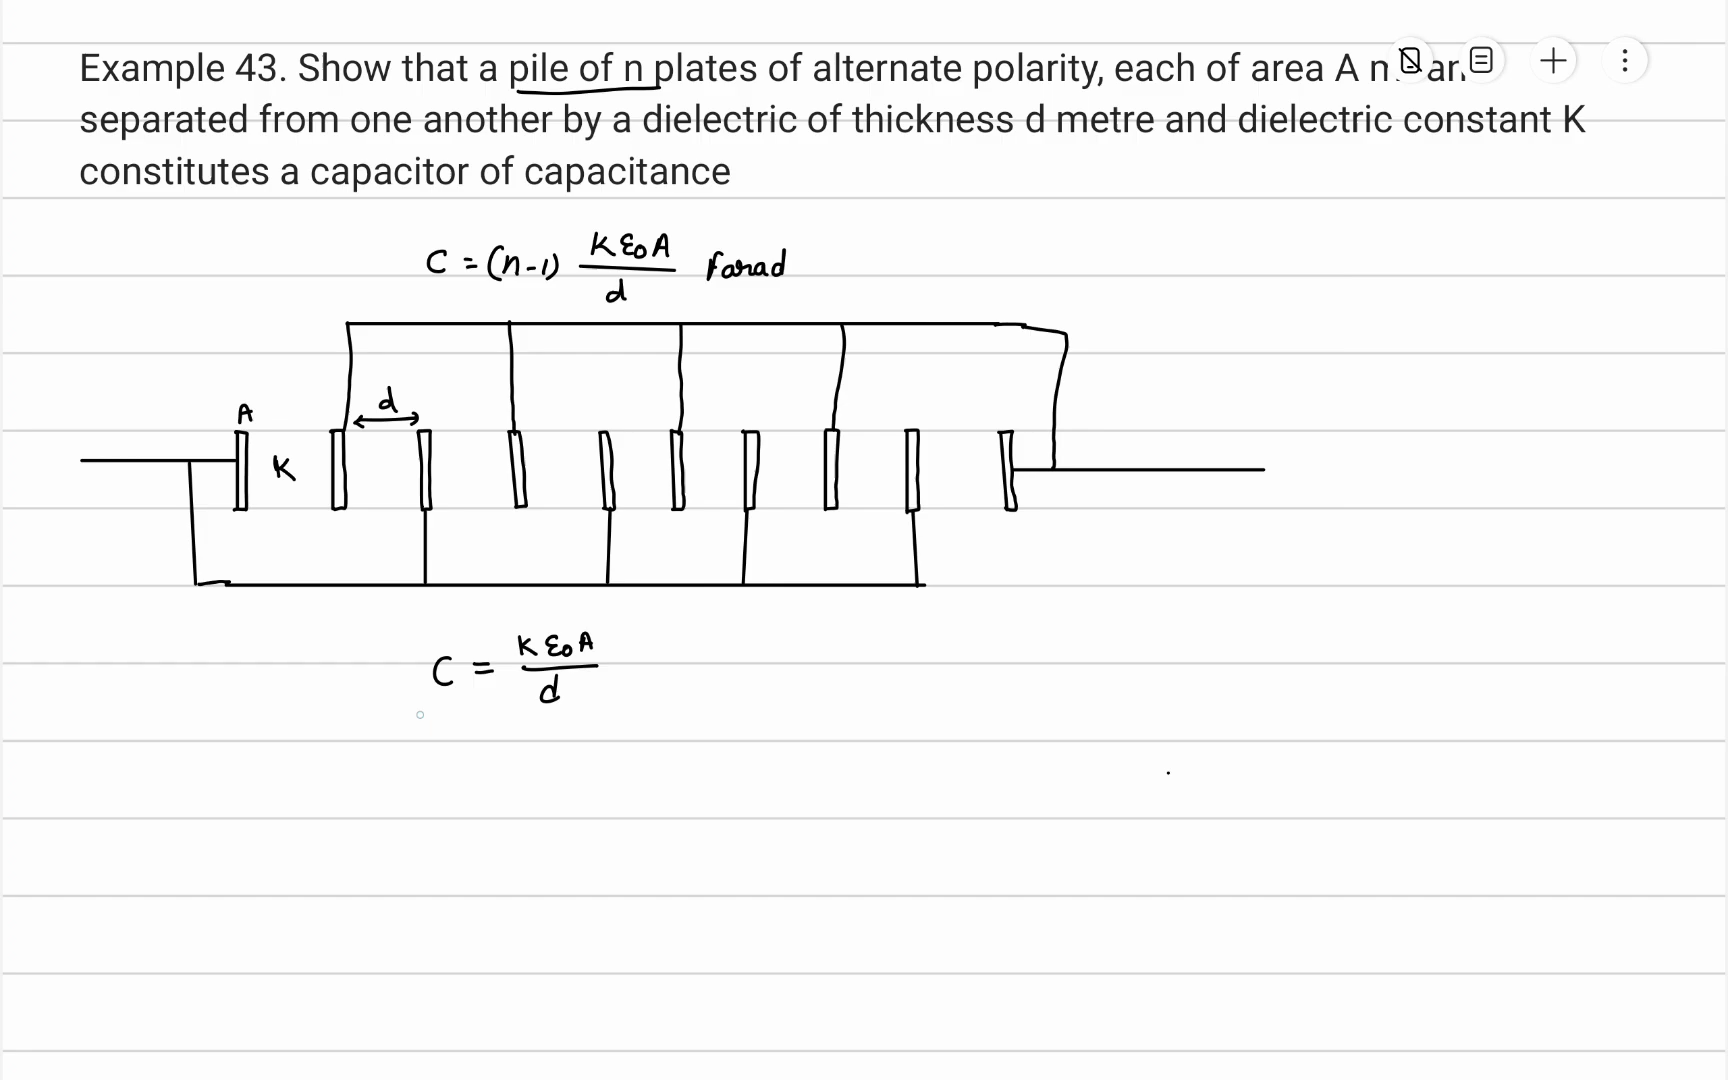 Example 43. Show that a pile of n plates of alternate polarity, each of area A
separated from one another by a dielectric of thickness d metre and dielectric constant K
constitutes a capacitor of capacitance
C = (n-1) Kε0A / d Farad
d
A
K
C = Kε0A / d